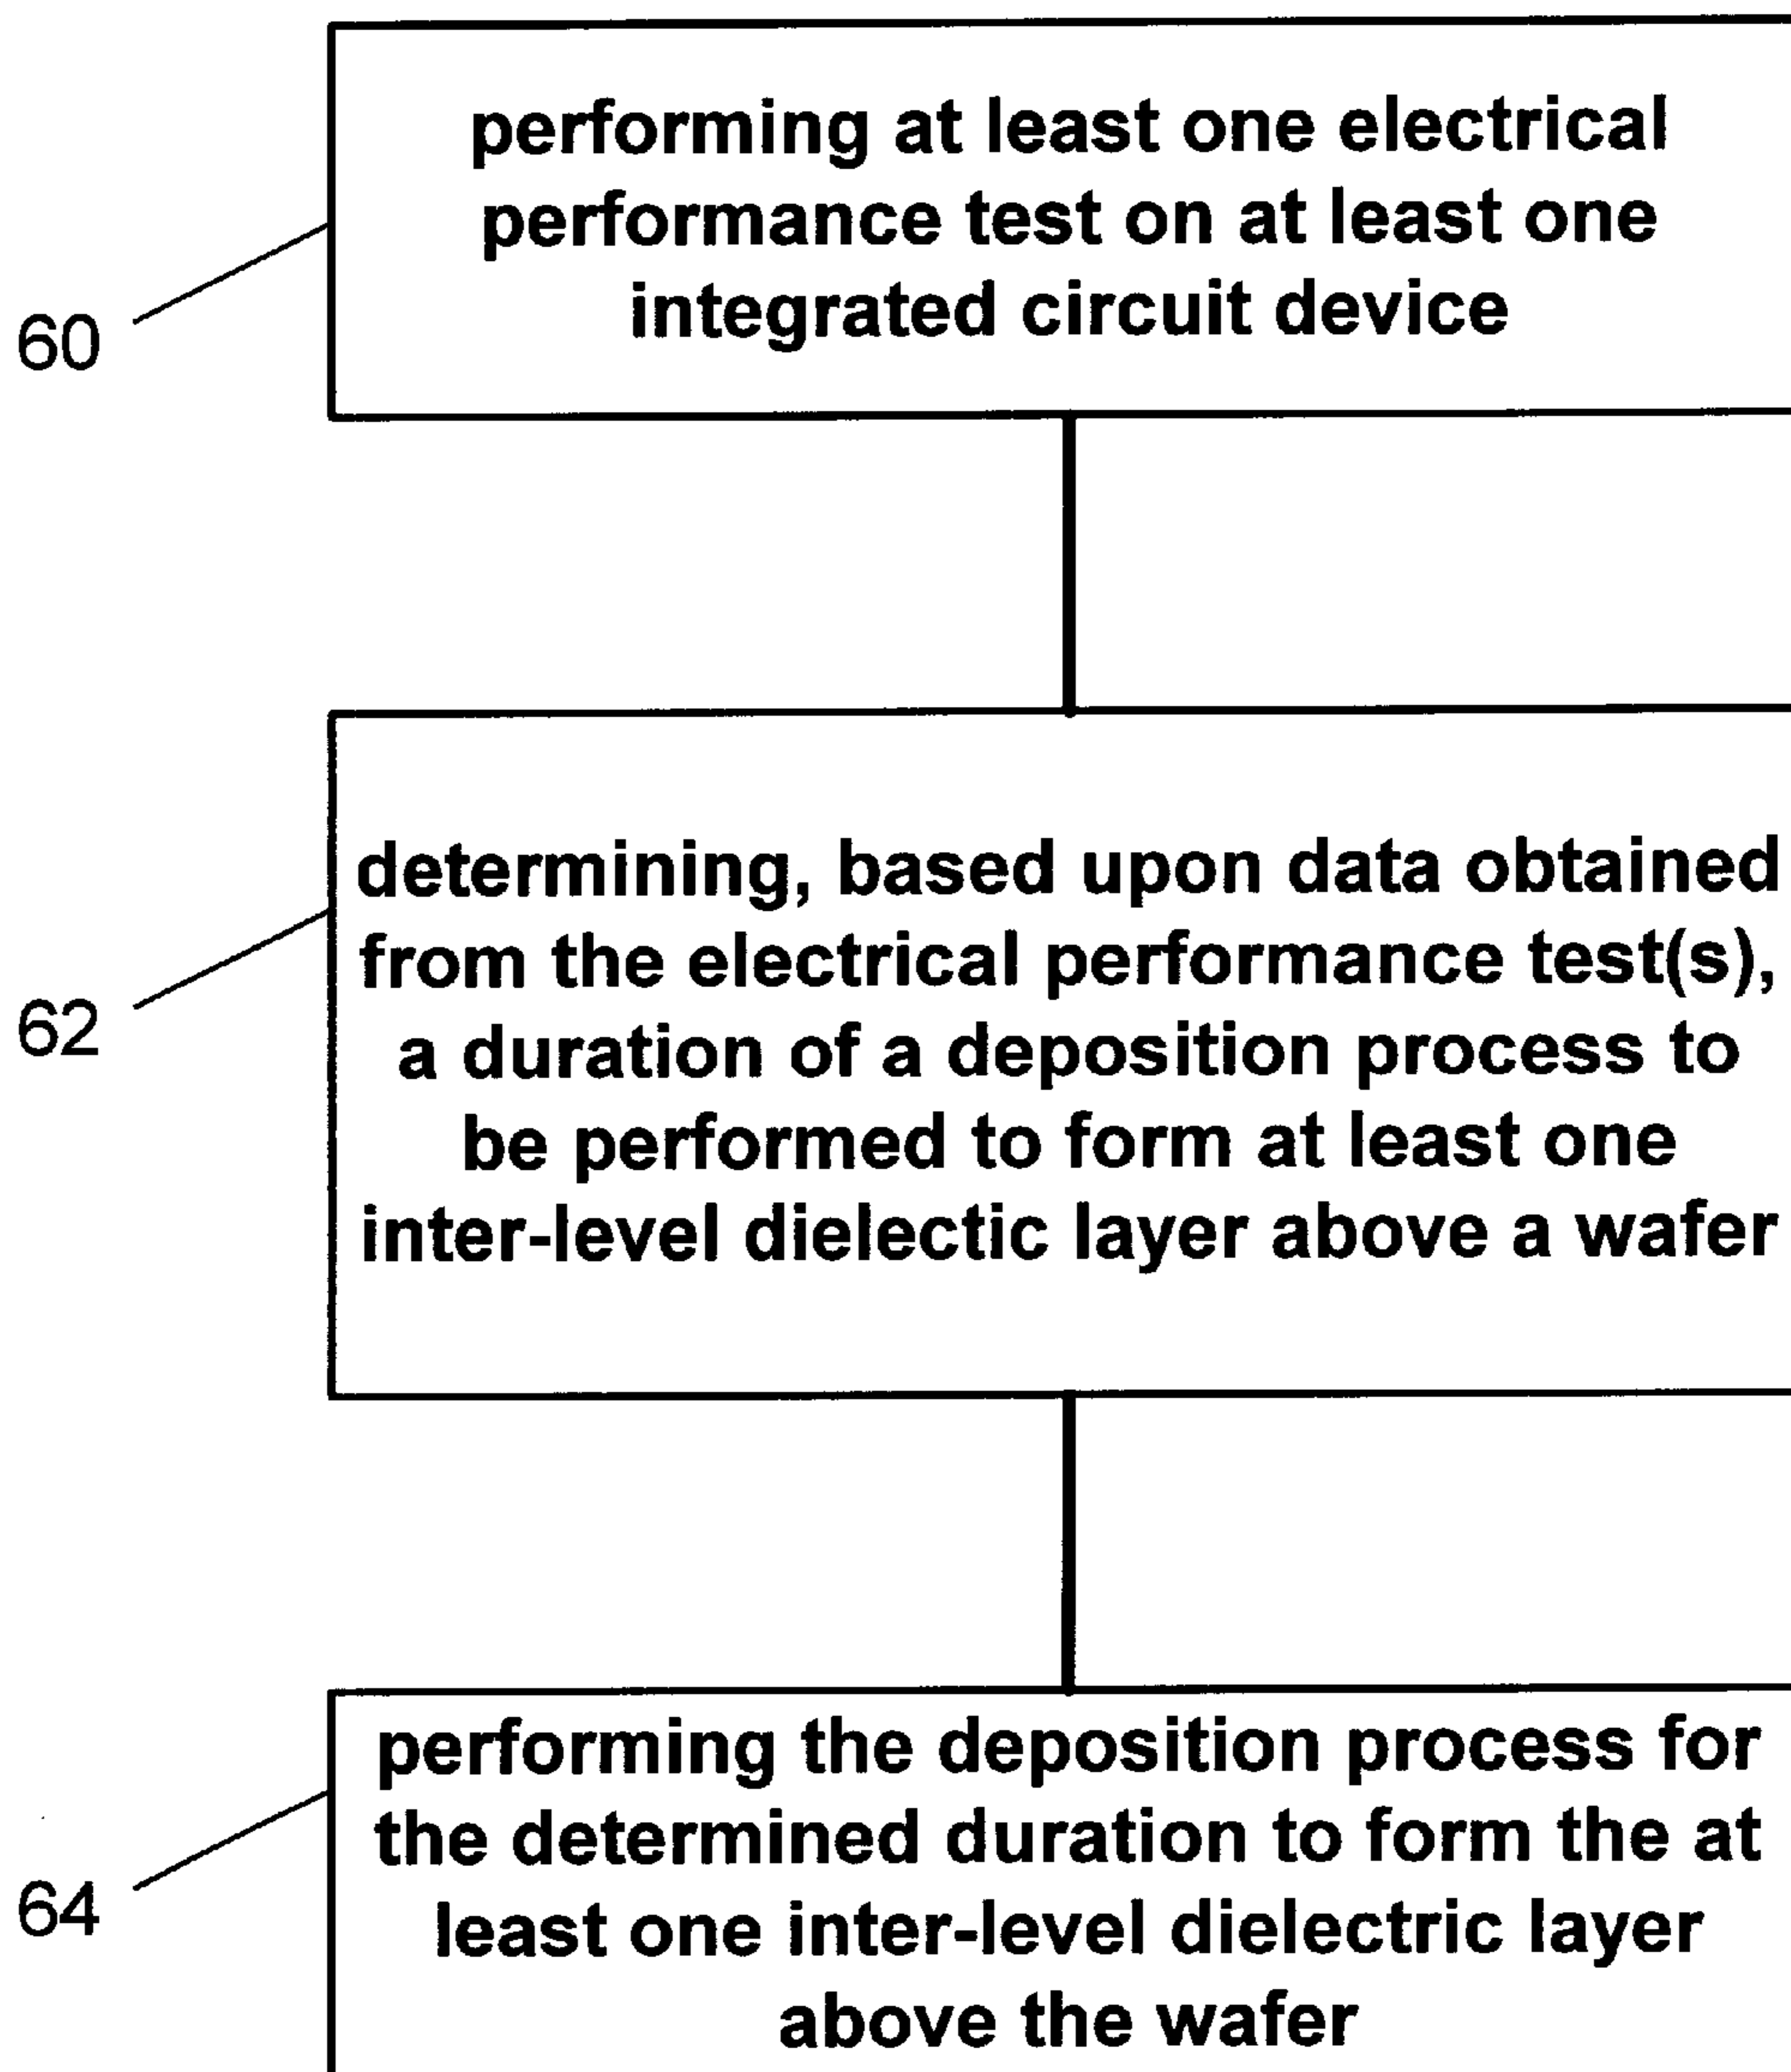 performing at least one electrical
performance test on at least one
integrated circuit device
60
determining, based upon data obtained
from the electrical performance test(s),
a duration of a deposition process to
be performed to form at least one
inter-level dielectic layer above a wafer
62
performing the deposition process for
the determined duration to form the at
least one inter-level dielectric layer
above the wafer
64